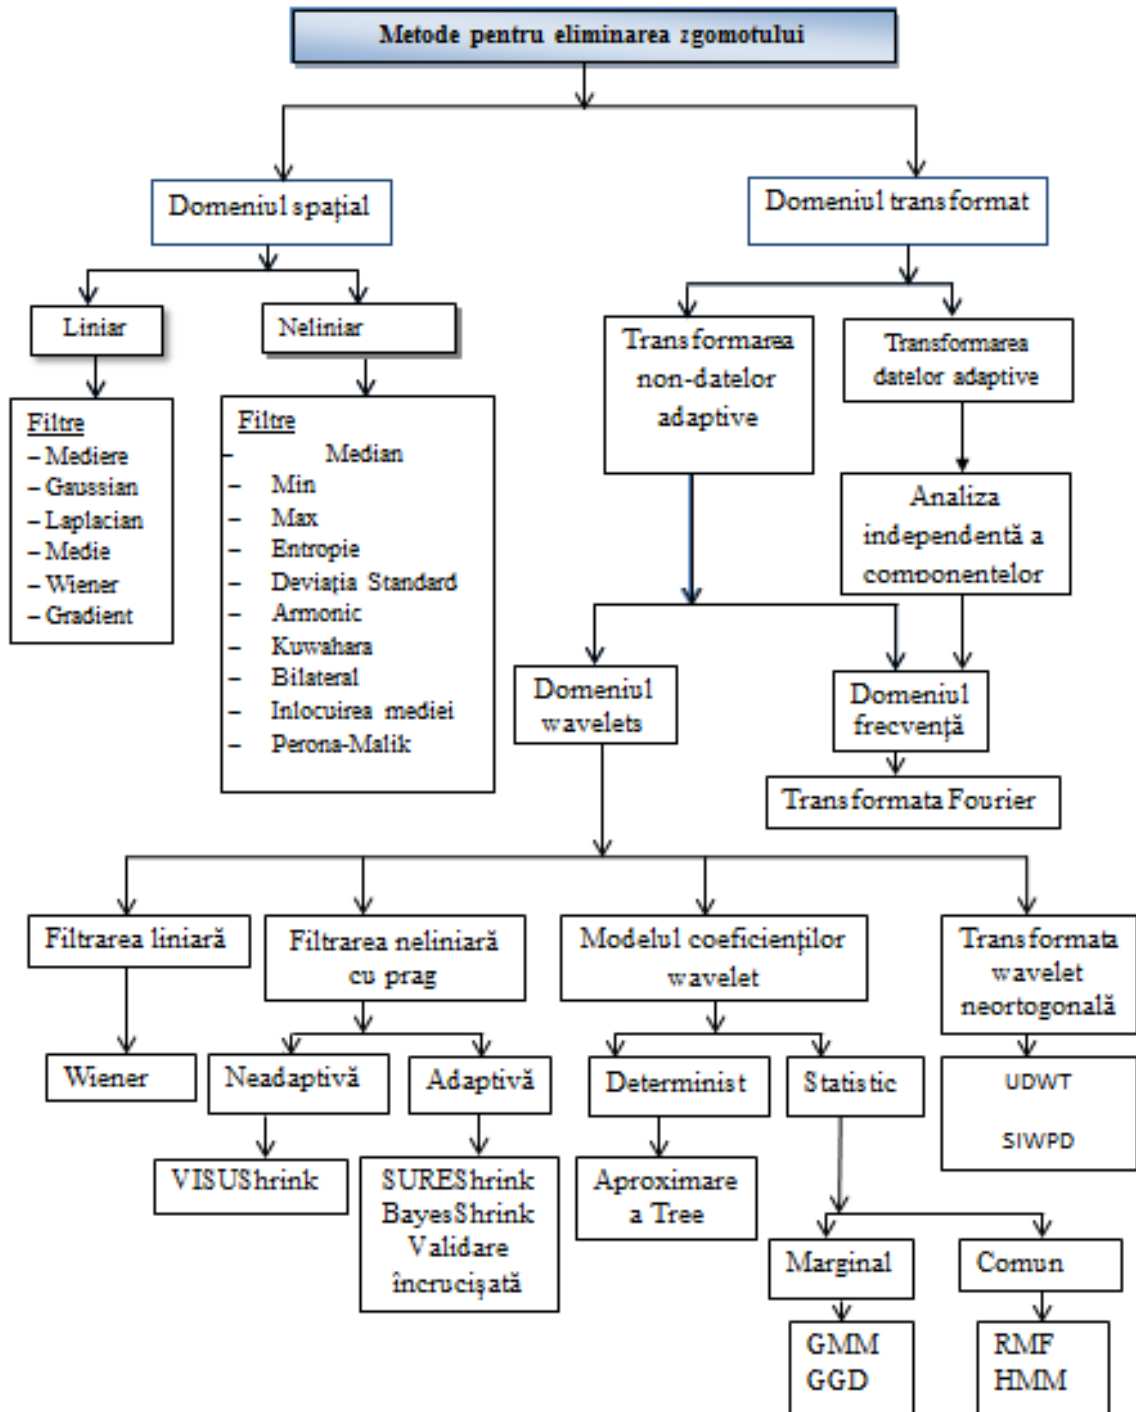 Metode pentru eliminarea zgomotului
Domeniul spațial
Domeniul transformat
Liniar
Neliniar
Transformarea
non-datelor
adaptive
Transformarea
datelor adaptive
Filtre
– Mediere
– Gaussian
– Laplacian
– Medie
– Wiener
– Gradient
Filtre
– Median
– Min
– Max
– Entropie
– Deviația Standard
– Armonic
– Kuwahara
– Bilateral
– Inlocuirea mediei
– Perona-Malik
Analiza
independentă a
componentelor
Domeniul
wavelets
Domeniul
frecvență
Transformata Fourier
Filtrarea liniară
Filtrarea neliniară
cu prag
Modelul coeficienților
wavelet
Transformata
wavelet
neortogonală
Wiener
Neadaptivă
Adaptivă
Determinist
Statistic
UDWT
SIWPD
VISUShrink
SUREShrink
BayesShrink
Validare
încrucișată
Aproximare
a Tree
Marginal
Comun
GMM
GGD
RMF
HMM